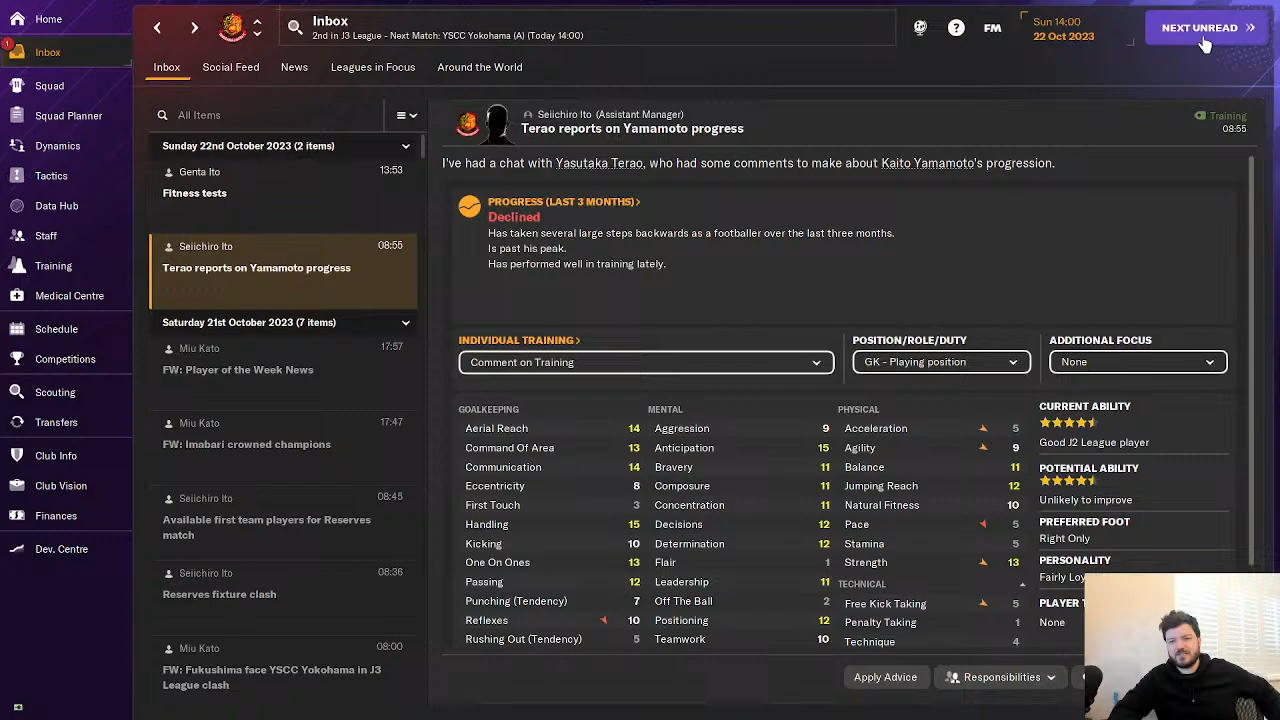 Home
Inbox
2nd in J3 League - Next Match: YSCC Yokohama (A) (Today 14:00)
FM
Sun 14:00
22 Oct 2023
NEXT UNREAD
1
Inbox
Squad
Squad Planner
Dynamics
Tactics
Data Hub
Staff
Training
Medical Centre
Schedule
Competitions
Scouting
Transfers
Club Info
Club Vision
Finances
Dev. Centre
Inbox
Social Feed
News
Leagues in Focus
Around the World
All Items
Sunday 22nd October 2023 (2 items)
Genta Ito 13:53
Fitness tests
Seiichiro Ito 08:55
Terao reports on Yamamoto progress
Saturday 21st October 2023 (7 items)
Miu Kato 17:57
FW: Player of the Week News
Miu Kato 17:47
FW: Imabari crowned champions
Seiichiro Ito 08:45
Available first team players for Reserves
match
Seiichiro Ito 08:36
Reserves fixture clash
Miu Kato 08:00
FW: Fukushima face YSCC Yokohama in J3
League clash
Seiichiro Ito (Assistant Manager)
Terao reports on Yamamoto progress
Training
08:55
I've had a chat with Yasutaka Terao, who had some comments to make about Kaito Yamamoto's progression.
PROGRESS (LAST 3 MONTHS)
Declined
Has taken several large steps backwards as a footballer over the last three months.
Is past his peak.
Has performed well in training lately.
INDIVIDUAL TRAINING
Comment on Training
POSITION/ROLE/DUTY
GK - Playing position
ADDITIONAL FOCUS
None
GOALKEEPING
Aerial Reach 14
Command Of Area 13
Communication 14
Eccentricity 8
First Touch 3
Handling 15
Kicking 10
One On Ones 13
Passing 12
Punching (Tendency) 7
Reflexes 10
Rushing Out (Tendency) 5
MENTAL
Aggression 9
Anticipation 15
Bravery 11
Composure 11
Concentration 11
Decisions 12
Determination 12
Flair 1
Leadership 11
Off The Ball 2
Positioning 12
Teamwork 10
PHYSICAL
Acceleration 5
Agility 9
Balance 11
Jumping Reach 12
Natural Fitness 10
Pace 5
Stamina 5
Strength 13
TECHNICAL
Free Kick Taking 5
Penalty Taking 1
Technique 4
CURRENT ABILITY
Good J2 League player
POTENTIAL ABILITY
Unlikely to improve
PREFERRED FOOT
Right Only
PERSONALITY
Fairly Loy
PLAYER T
None
Apply Advice
Responsibilities